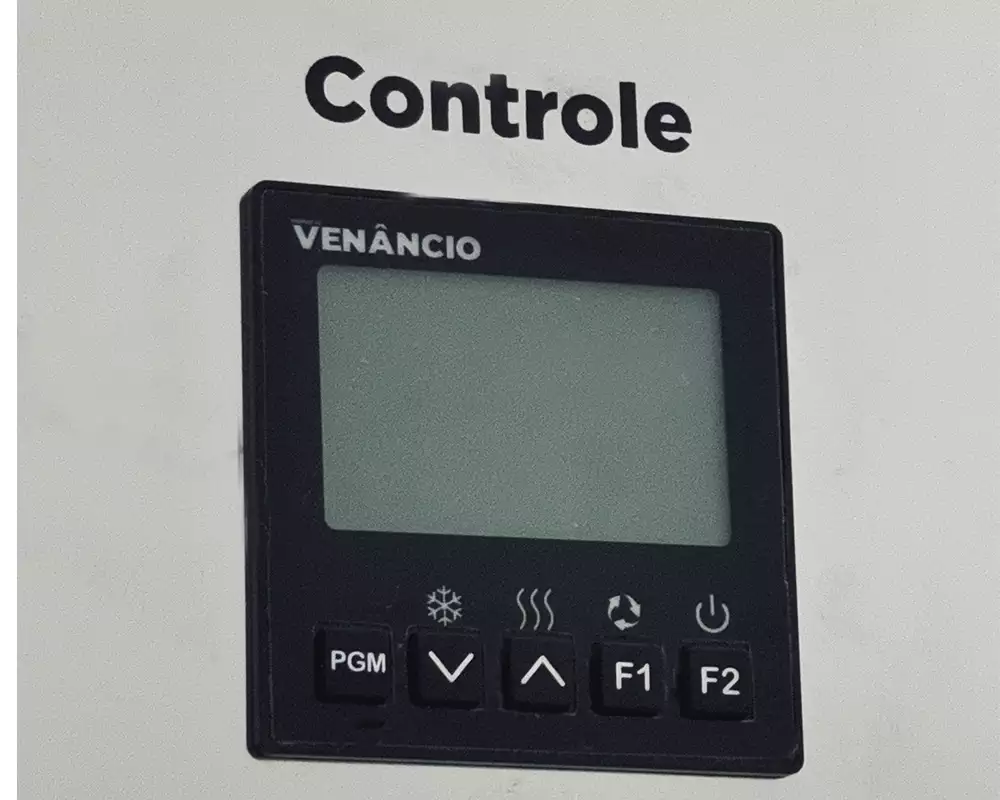 Controle
VENÂNCIO
PGM F1 F2